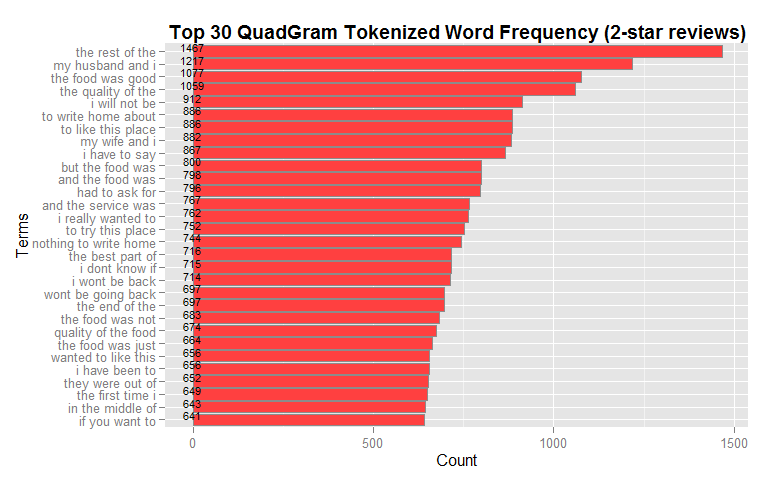 Top 30 QuadGram Tokenized Word Frequency (2-star reviews)
the rest of the 1467
my husband and i 1217
the food was good 1077
the quality of the 1059
i will not be 912
to write home about 886
to like this place 886
my wife and i 882
i have to say 867
but the food was 800
and the food was 798
had to ask for 796
and the service was 767
i really wanted to 762
to try this place 752
nothing to write home 744
the best part of 716
i dont know if 715
i wont be back 714
wont be going back 697
the end of the 697
the food was not 683
quality of the food 674
the food was just 664
wanted to like this 656
i have been to 656
they were out of 652
the first time i 649
in the middle of 643
if you want to 641
Terms
0 500 1000 1500
Count